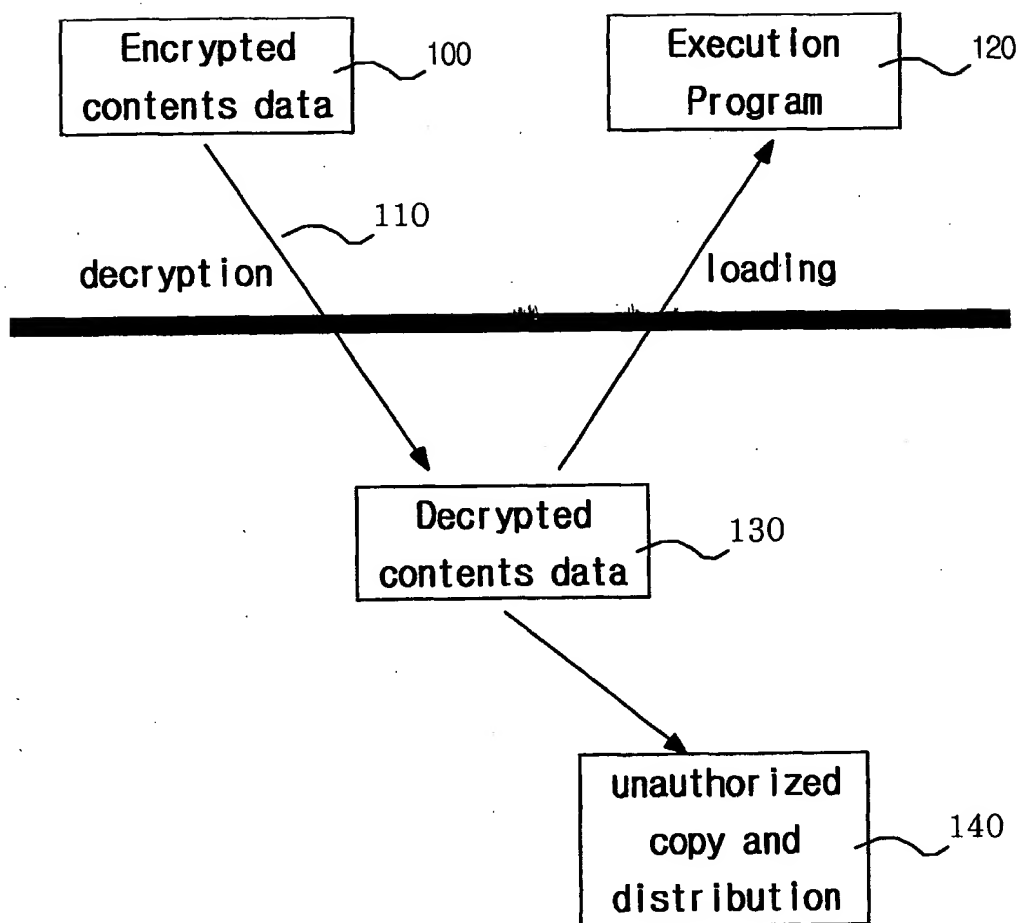 Encrypted
contents data
100
Execution
Program
120
110
decryption
loading
Decrypted
contents data
130
unauthorized
copy and
distribution
140